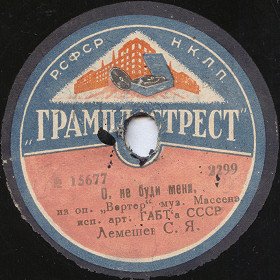 Р.С.Ф.С.Р. Н.К.Л.П.
"ГРАМПЛАСТТРЕСТ"
№ 15677 2299
О, не буди меня,
из оп. „Вертер" муз. Массенэ
исп. арт. ГАБТ'а СССР
Лемешев С. Я.